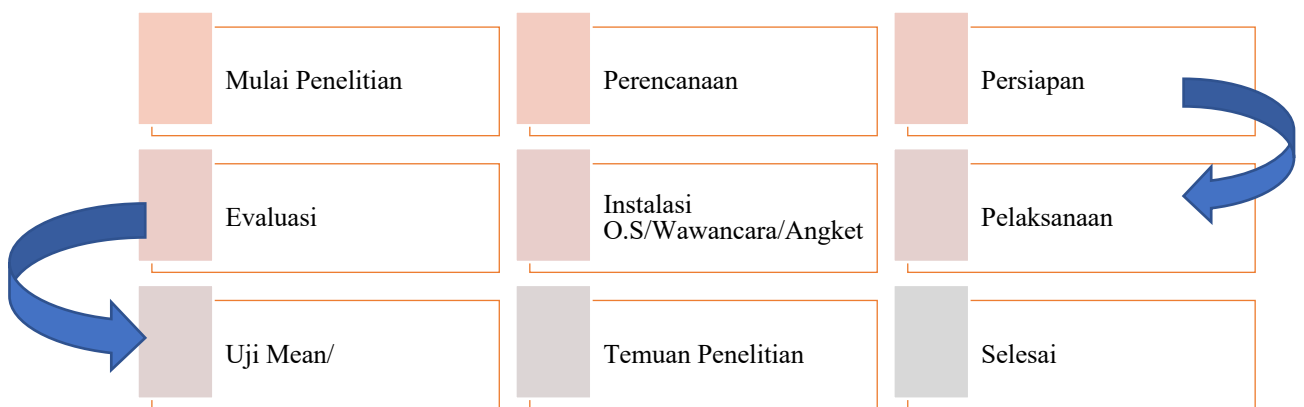 Mulai Penelitian
Perencanaan
Persiapan
Evaluasi
Instalasi
O.S/Wawancara/Angket
Pelaksanaan
Uji Mean/
Temuan Penelitian
Selesai